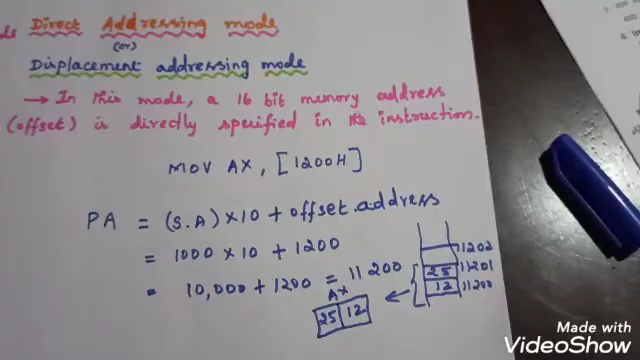 Direct Addressing mode
(or)
Displacement addressing mode
→ In this mode, a 16 bit memory address
(offset) is directly specified in the instruction.
MOV AX, [1200H]
PA = (S.A) × 10 + offset address
= 1000 × 10 + 1200
= 10,000 + 1200 = 11200
AX
25 12
11202
25 11201
12 11200
Made with
VideoShow